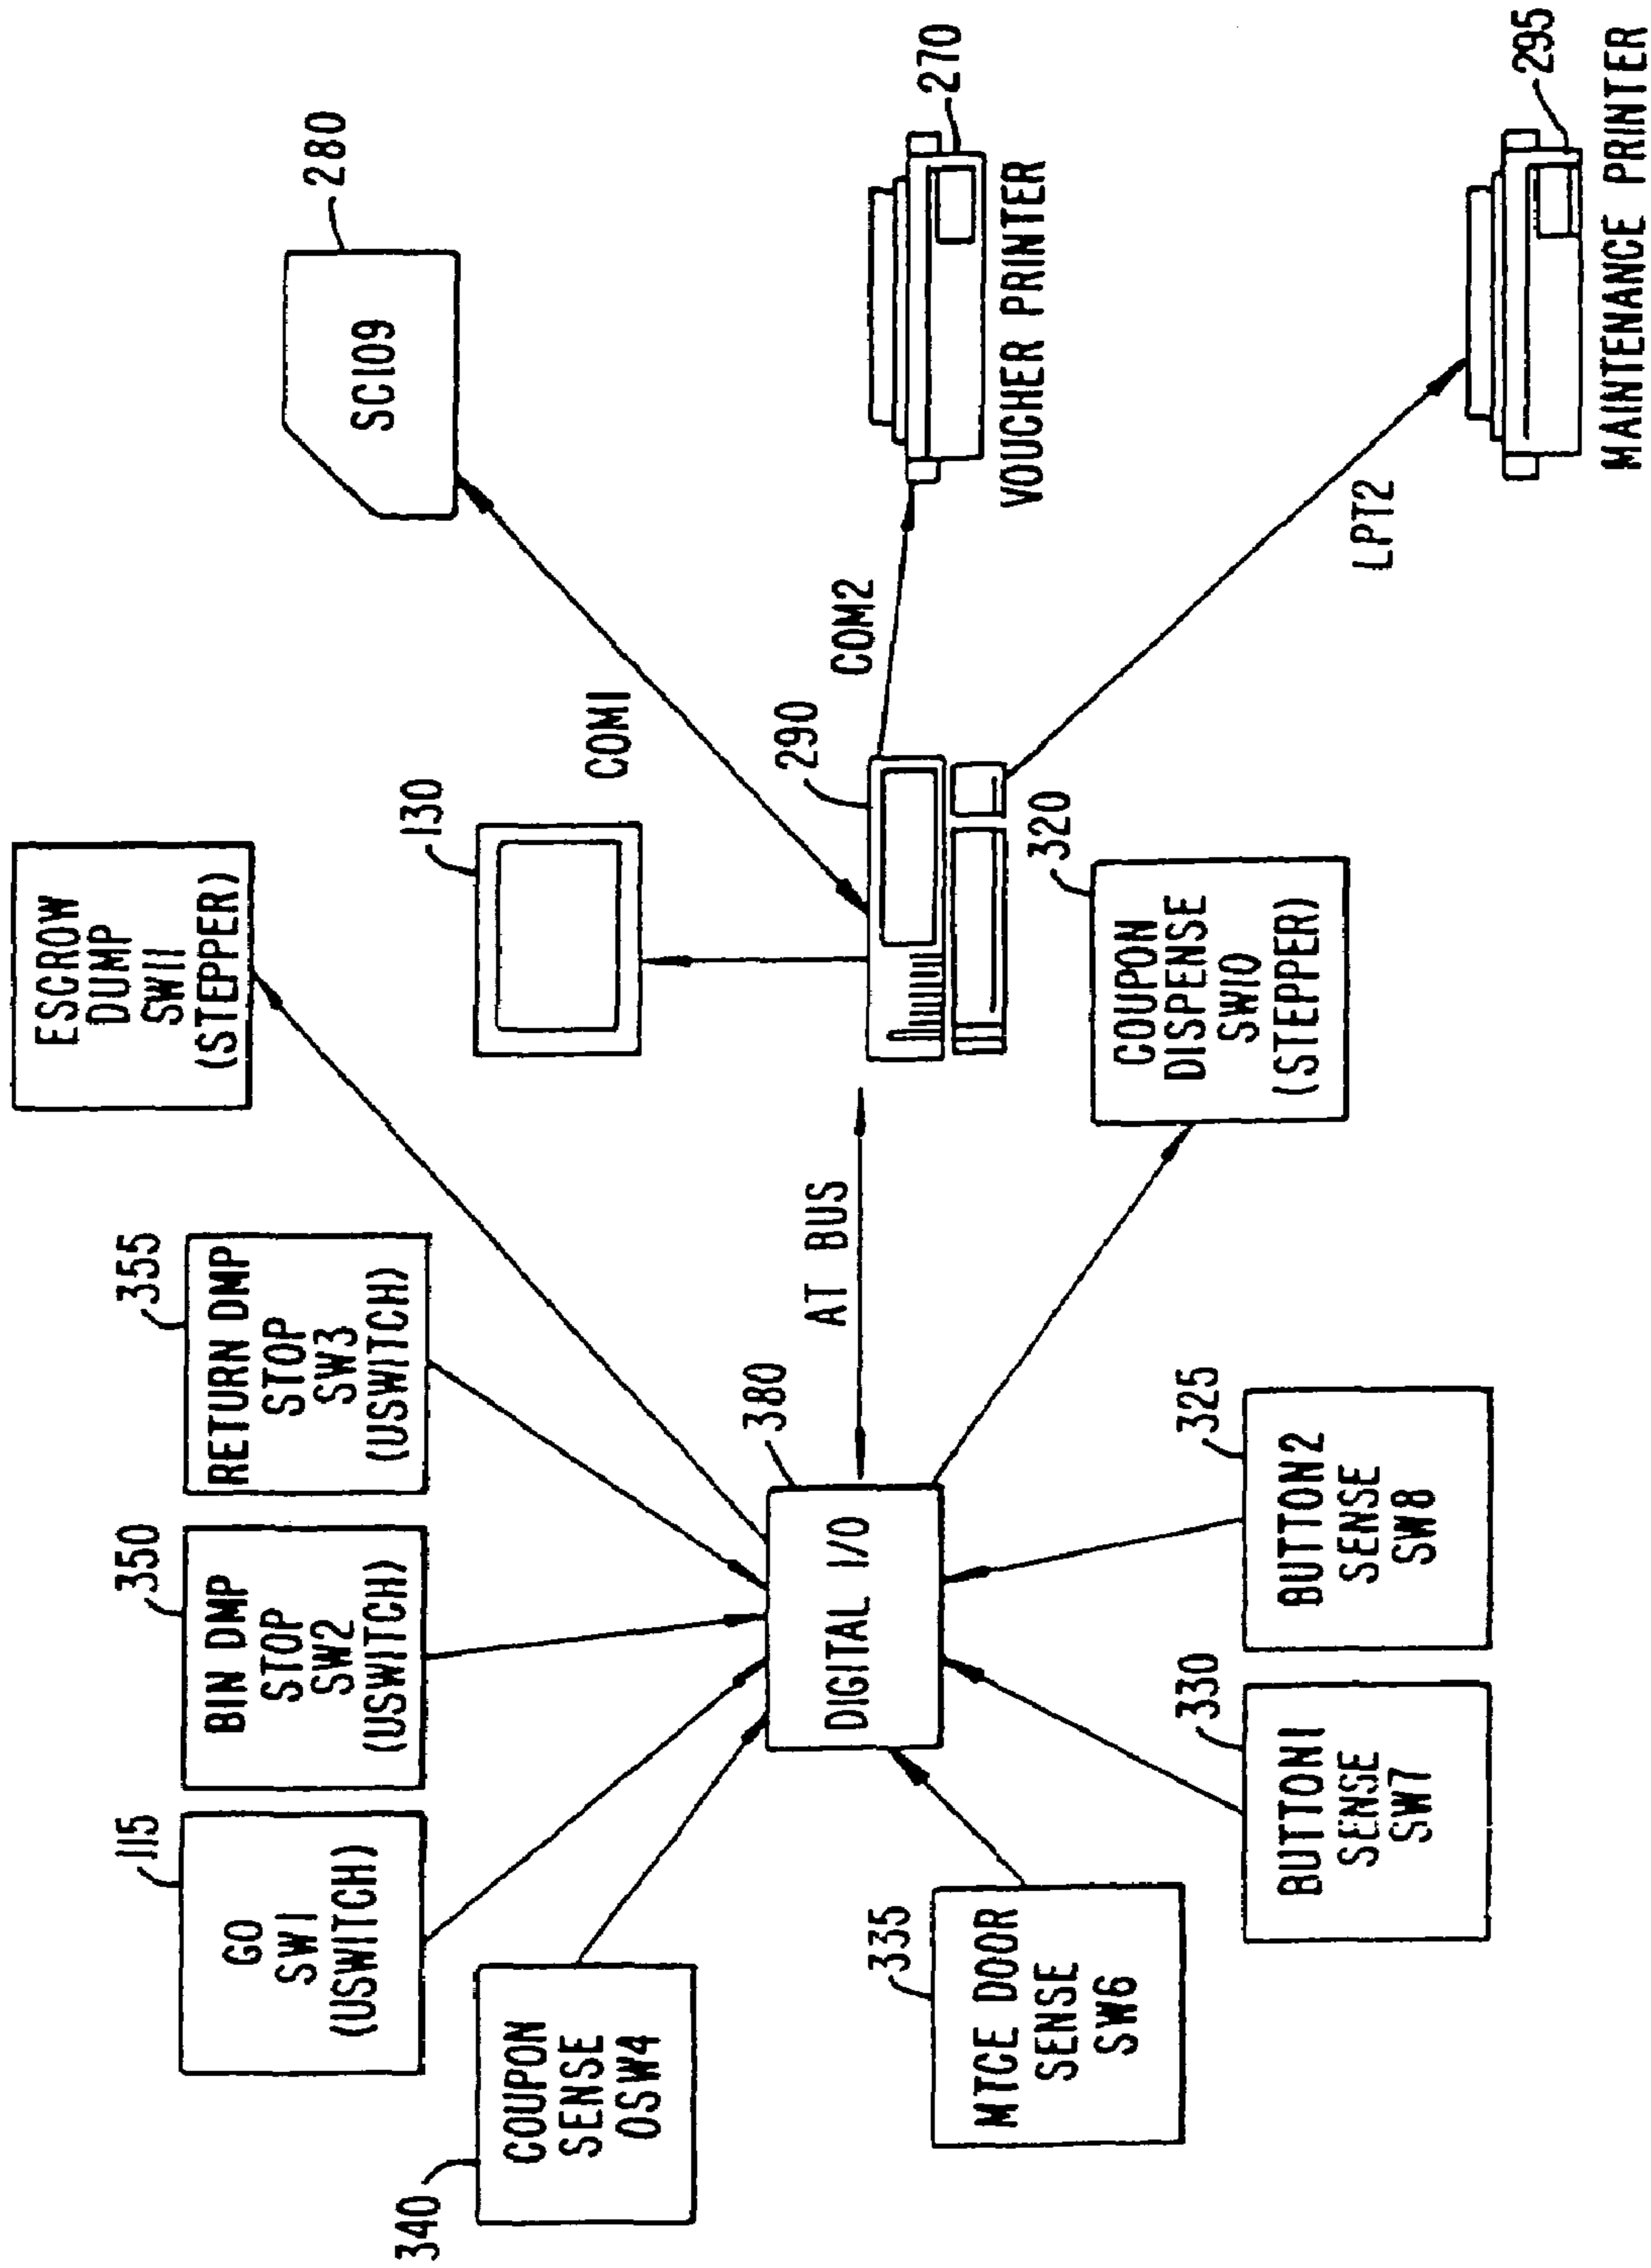 ESCROW
DUMP
SW11
(STEPPER)
355
RETURN DMP
STOP
SW3
(USWITCH)
350
BIN DMP
STOP
SW2
(USWITCH)
115
GO
SW1
(USWITCH)
340
COUPON
SENSE
OSW4
280
SC109
130
COM1
290
COM2
270
VOUCHER PRINTER
AT BUS
380
DIGITAL I/O
335
MTCE DOOR
SENSE
SW6
330
BUTTON1
SENSE
SW7
325
BUTTON2
SENSE
SW8
320
COUPON
DISPENSE
SW10
(STEPPER)
LPT2
295
MAINTENANCE PRINTER